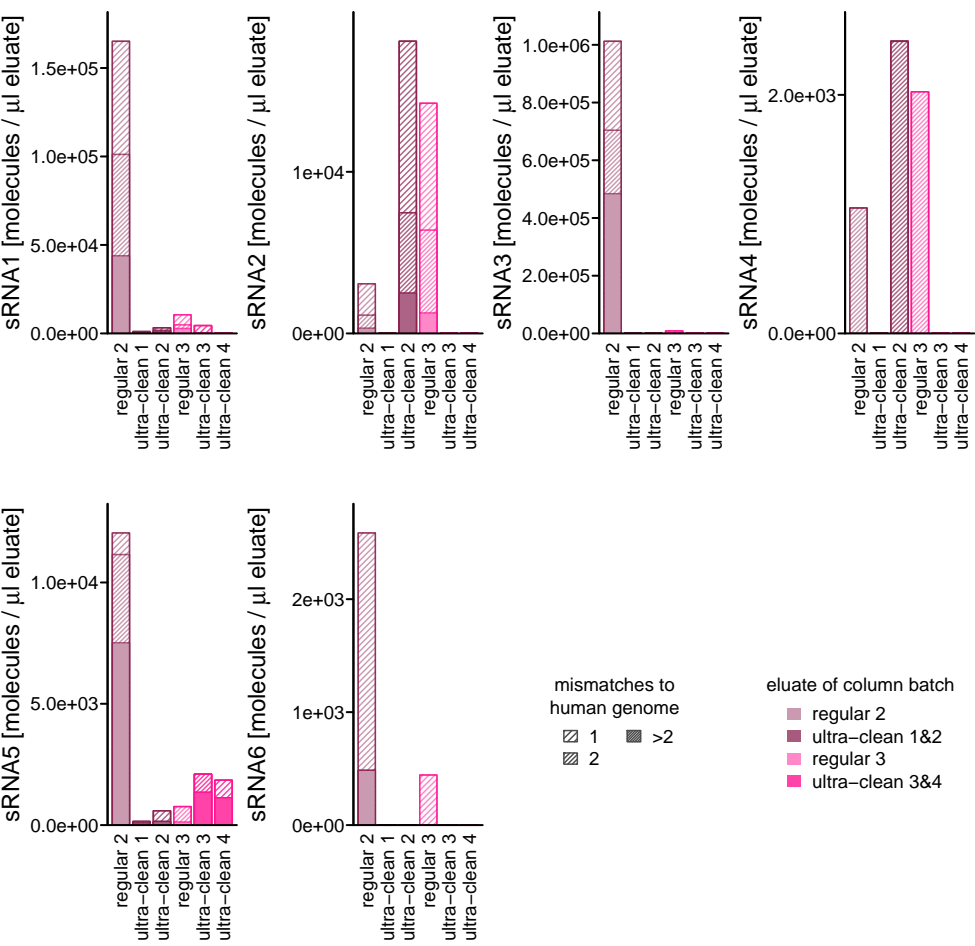 sRNA1 [molecules / μl eluate]
1.5e+05
1.0e+05
5.0e+04
0.0e+00
regular 2
ultra−clean 1
ultra−clean 2
regular 3
ultra−clean 3
ultra−clean 4
sRNA2 [molecules / μl eluate]
1e+04
0e+00
regular 2
ultra−clean 1
ultra−clean 2
regular 3
ultra−clean 3
ultra−clean 4
sRNA3 [molecules / μl eluate]
1.0e+06
8.0e+05
6.0e+05
4.0e+05
2.0e+05
0.0e+00
regular 2
ultra−clean 1
ultra−clean 2
regular 3
ultra−clean 3
ultra−clean 4
sRNA4 [molecules / μl eluate]
2.0e+03
0.0e+00
regular 2
ultra−clean 1
ultra−clean 2
regular 3
ultra−clean 3
ultra−clean 4
sRNA5 [molecules / μl eluate]
1.0e+04
5.0e+03
0.0e+00
regular 2
ultra−clean 1
ultra−clean 2
regular 3
ultra−clean 3
ultra−clean 4
sRNA6 [molecules / μl eluate]
2e+03
1e+03
0e+00
regular 2
ultra−clean 1
ultra−clean 2
regular 3
ultra−clean 3
ultra−clean 4
mismatches to
human genome
1 >2
2
eluate of column batch
regular 2
ultra−clean 1&2
regular 3
ultra−clean 3&4